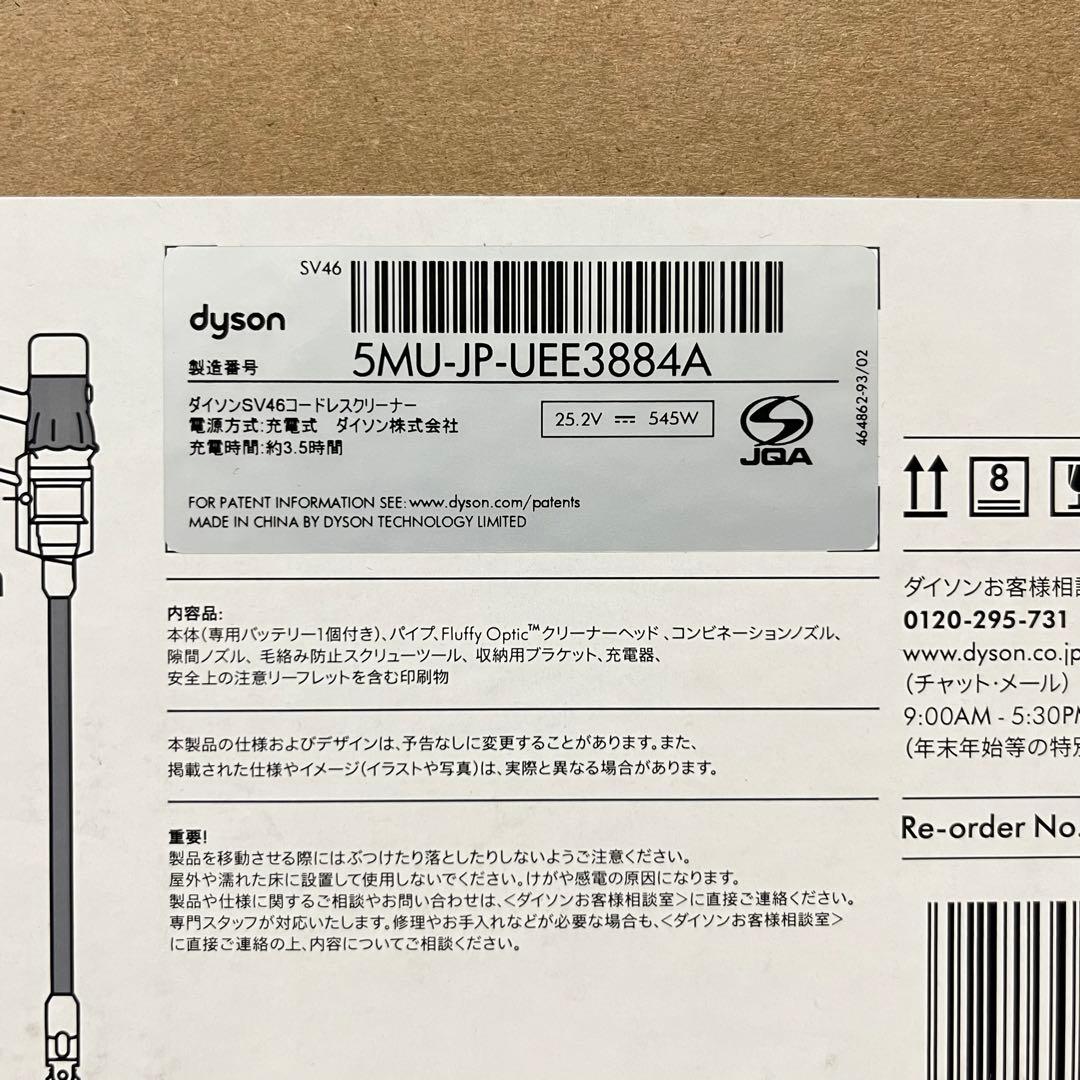 SV46
dyson
製造番号
5MU-JP-UEE3884A
ダイソンSV46コードレスクリーナー
電源方式:充電式 ダイソン株式会社
充電時間:約3.5時間
25.2V ⎓ 545W
JQA
464862-93/02
FOR PATENT INFORMATION SEE: www.dyson.com/patents
MADE IN CHINA BY DYSON TECHNOLOGY LIMITED
内容品:
本体(専用バッテリー1個付き)、パイプ、Fluffy Optic™クリーナーヘッド、コンビネーションノズル、
隙間ノズル、毛絡み防止スクリューツール、収納用ブラケット、充電器、
安全上の注意リーフレットを含む印刷物
本製品の仕様およびデザインは、予告なしに変更することがあります。また、
掲載された仕様やイメージ(イラストや写真)は、実際と異なる場合があります。
重要!
製品を移動させる際にはぶつけたり落としたりしないようご注意ください。
屋外や濡れた床に設置して使用しないでください。けがや感電の原因になります。
製品や仕様に関するご相談やお問い合わせは、<ダイソンお客様相談室>に直接ご連絡ください。
専門スタッフが対応いたします。修理やお手入れなどが必要な場合も、<ダイソンお客様相談室>
に直接ご連絡の上、内容についてご相談ください。
8
ダイソンお客様相談
0120-295-731
www.dyson.co.jp
(チャット・メール)
9:00AM - 5:30PM
(年末年始等の特別
Re-order No.